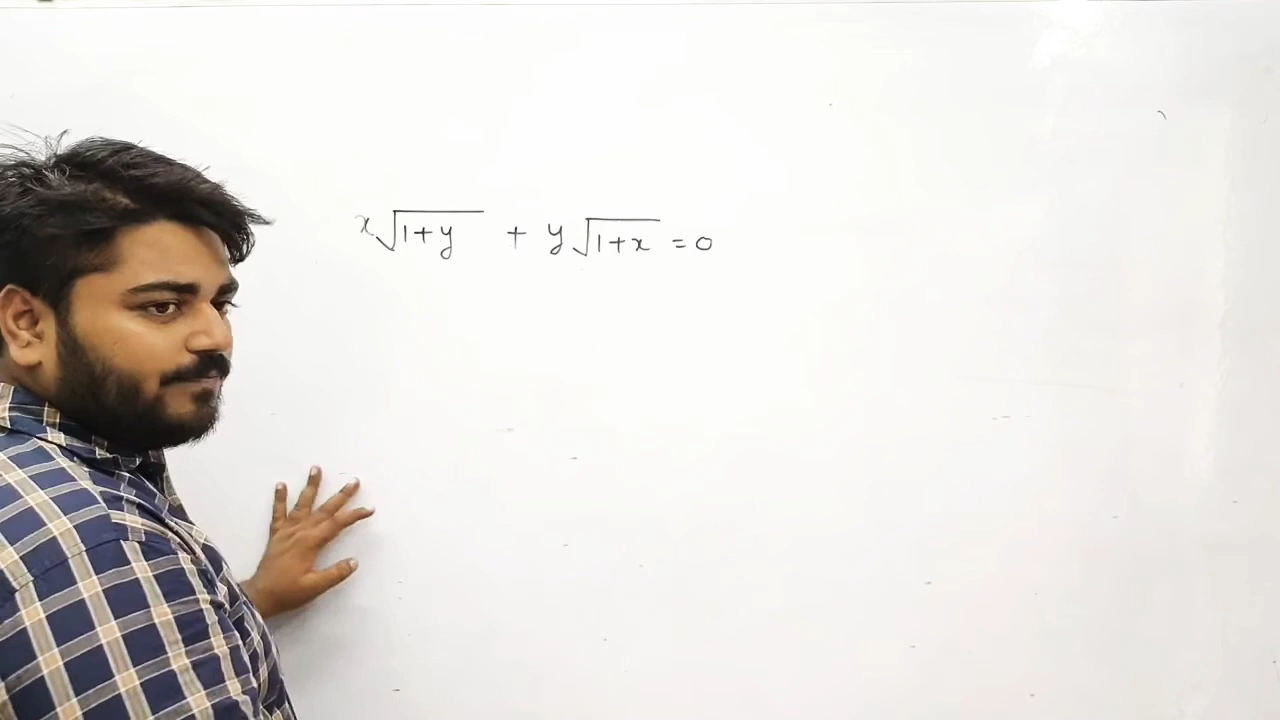 x√(1+y) + y√(1+x) = 0